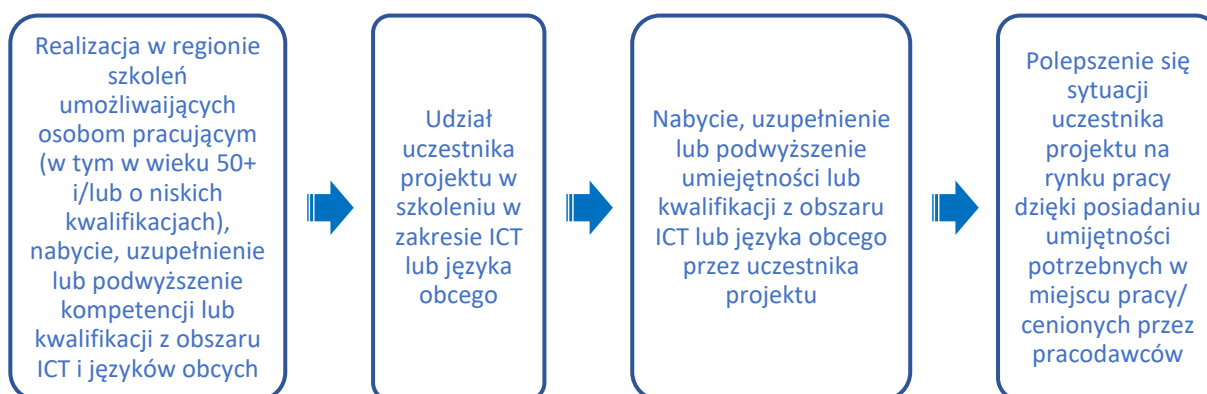 Realizacja w regionie
szkoleń
umożliwaijących
osobom pracującym
(w tym w wieku 50+
i/lub o niskich
kwalifikacjach),
nabycie, uzupełnienie
lub podwyższenie
kompetencji lub
kwalifikacji z obszaru
ICT i języków obcych
Udział
uczestnika
projektu w
szkoleniu w
zakresie ICT
lub języka
obcego
Nabycie, uzupełnienie
lub podwyższenie
umiejętności lub
kwalifikacji z obszaru
ICT lub języka obcego
przez uczestnika
projektu
Polepszenie się
sytuacji
uczestnika
projektu na
rynku pracy
dzięki posiadaniu
umijętności
potrzebnych w
miejscu pracy/
cenionych przez
pracodawców